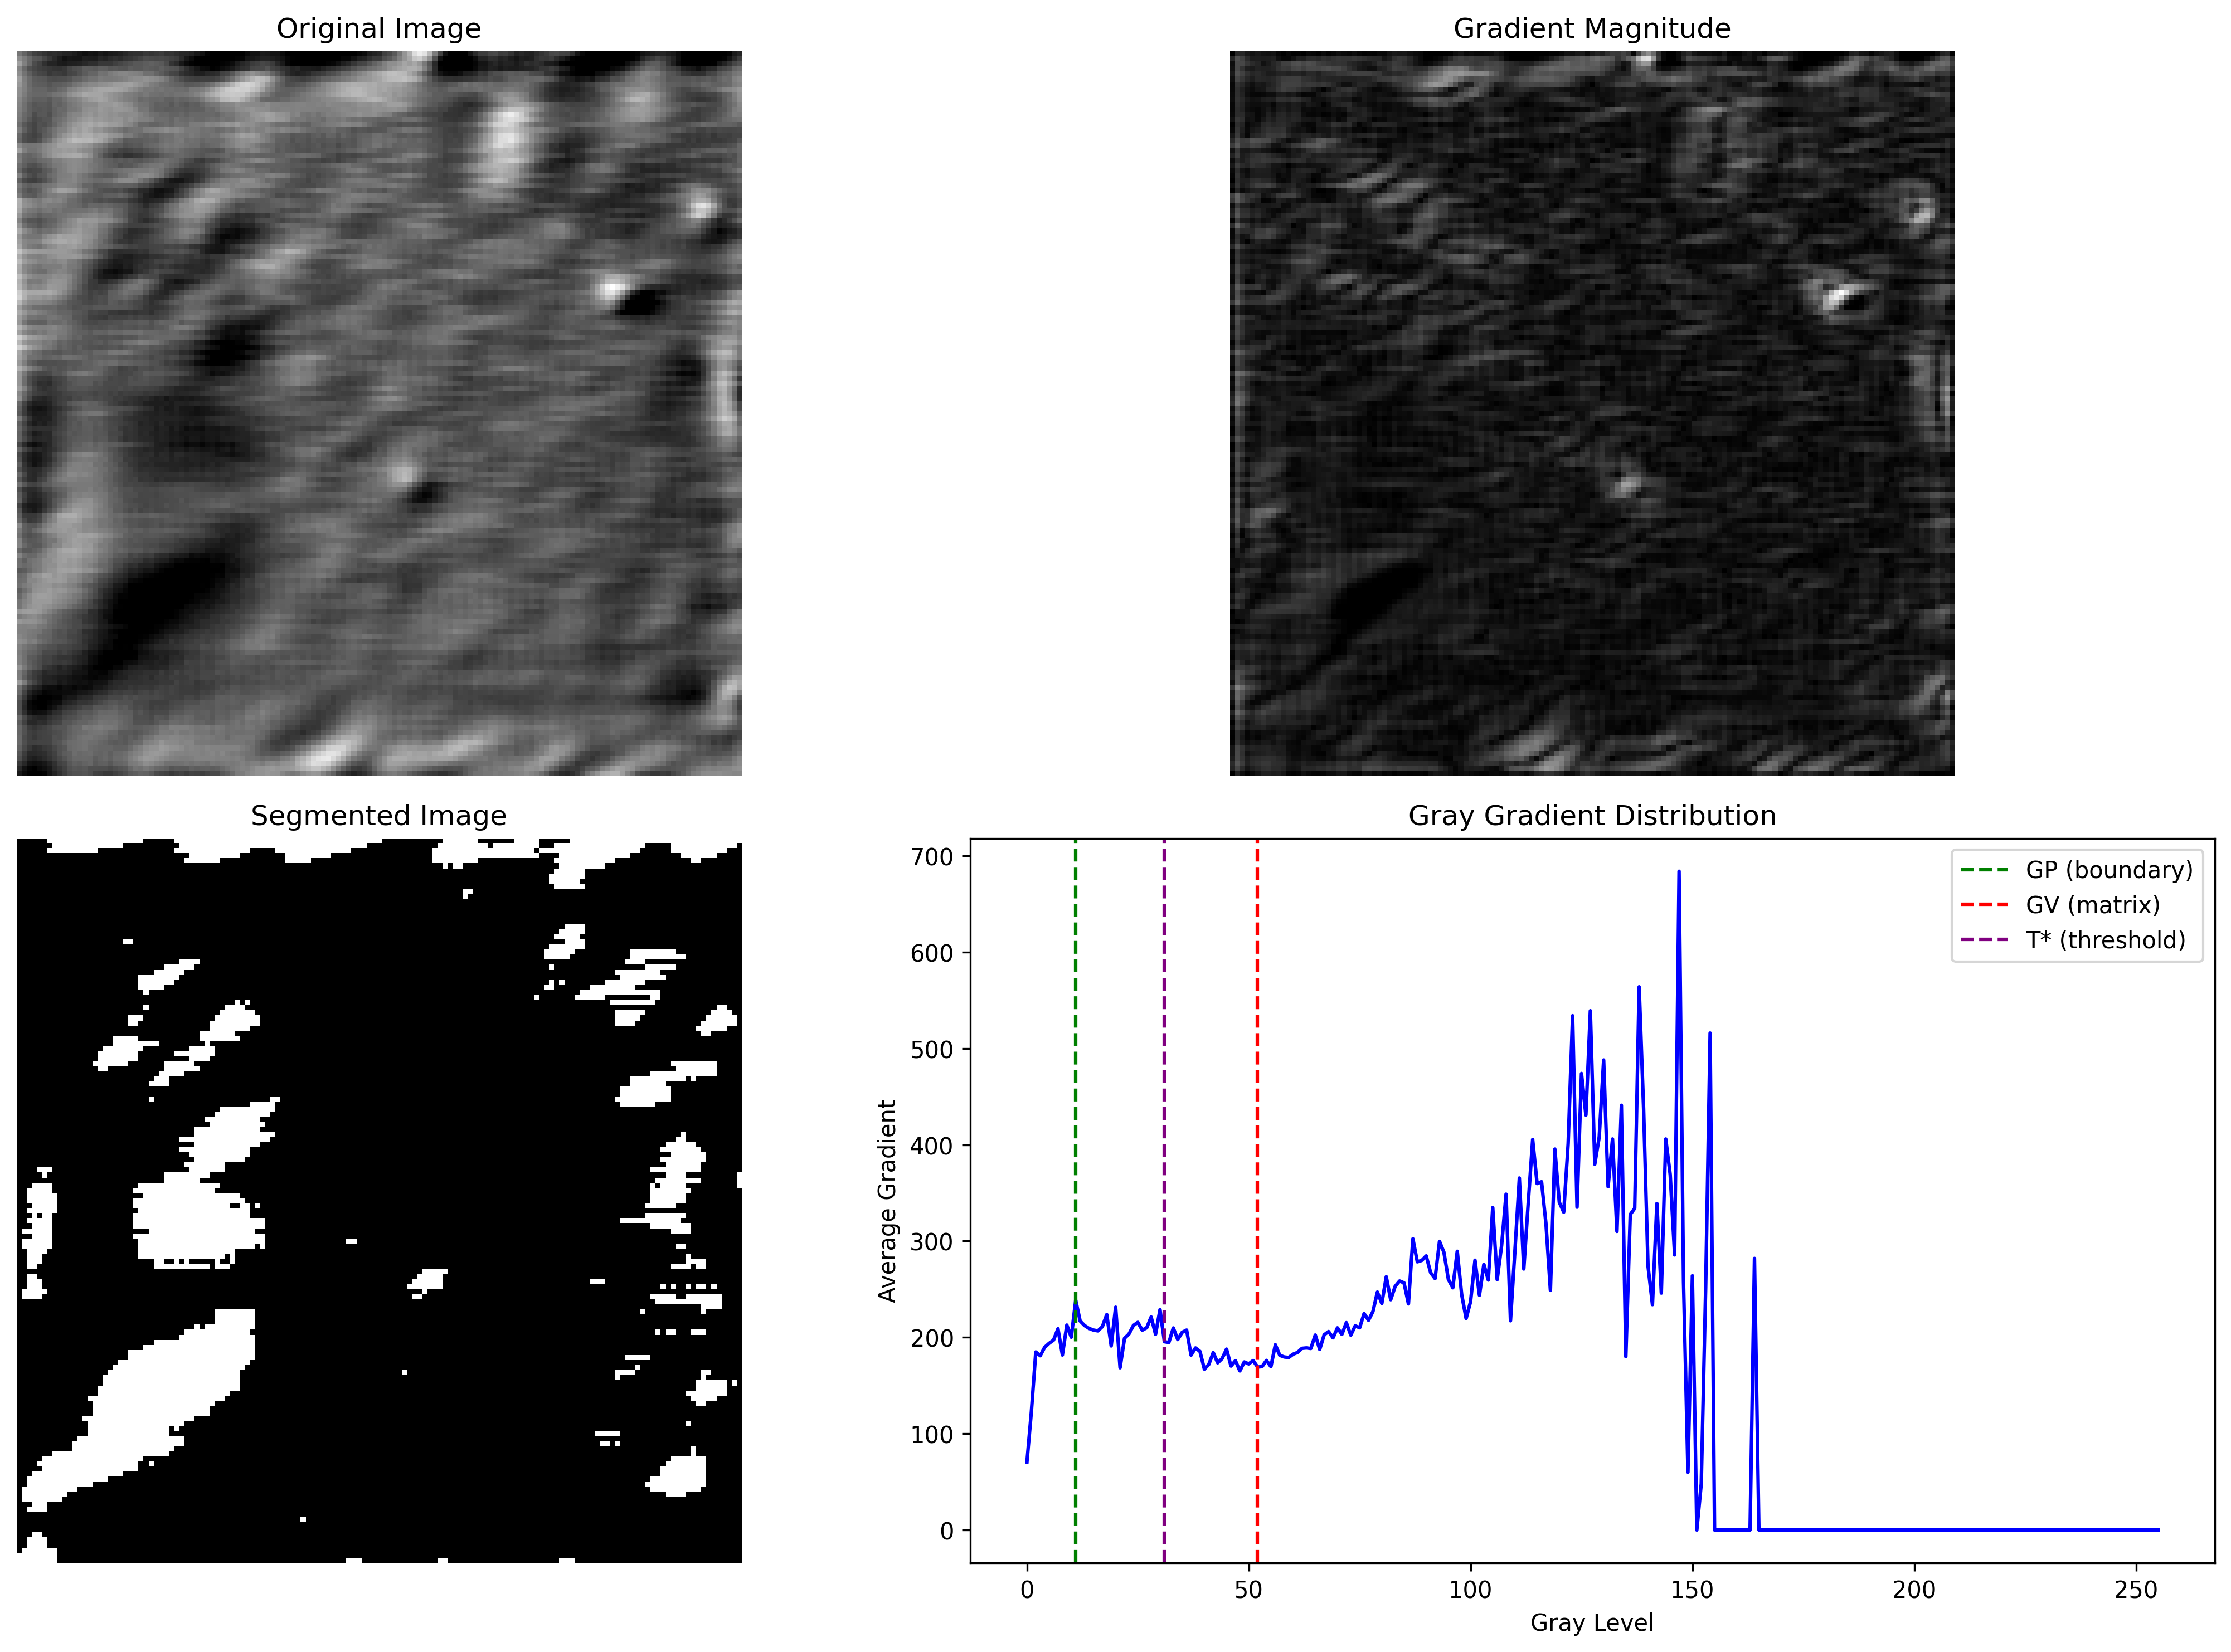 Original Image
Gradient Magnitude
Segmented Image
Gray Gradient Distribution
700
600
500
400
300
200
100
0
Average Gradient
GP (boundary)
GV (matrix)
T* (threshold)
0 50 100 150 200 250
Gray Level